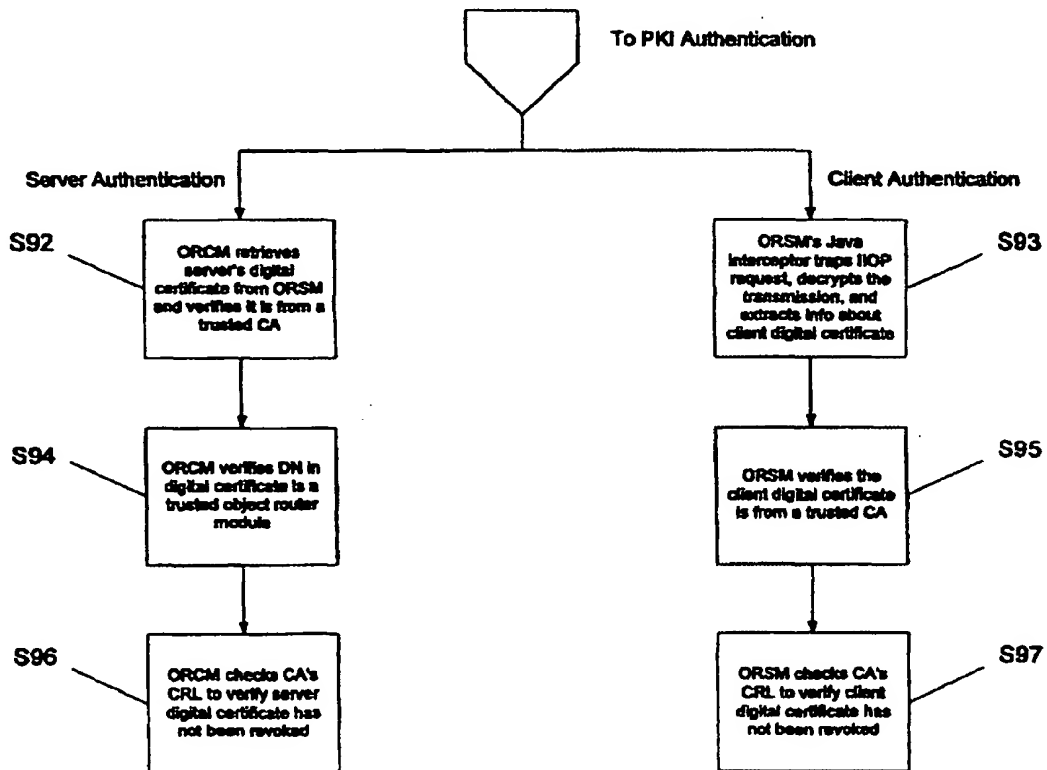 To PKI Authentication
Server Authentication
Client Authentication
S92
ORCM retrieves
server's digital
certificate from ORSM
and verifies it is from a
trusted CA
ORSM's Java
Interceptor traps IIOP
request, decrypts the
transmission, and
extracts info about
client digital certificate
S93
S94
ORCM verifies DN in
digital certificate is a
trusted object router
module
ORSM verifies the
client digital certificate
is from a trusted CA
S95
S96
ORCM checks CA's
CRL to verify server
digital certificate has
not been revoked
ORSM checks CA's
CRL to verify client
digital certificate has
not been revoked
S97